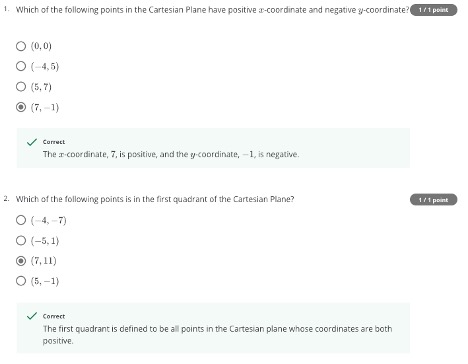 1. Which of the following points in the Cartesian Plane have positive x-coordinate and negative y-coordinate? 1 / 1 point
(0, 0)
(−4, 5)
(5, 7)
(7, −1)
Correct
The x-coordinate, 7, is positive, and the y-coordinate, −1, is negative.
2. Which of the following points is in the first quadrant of the Cartesian Plane? 1 / 1 point
(−4, −7)
(−5, 1)
(7, 11)
(5, −1)
Correct
The first quadrant is defined to be all points in the Cartesian plane whose coordinates are both
positive.